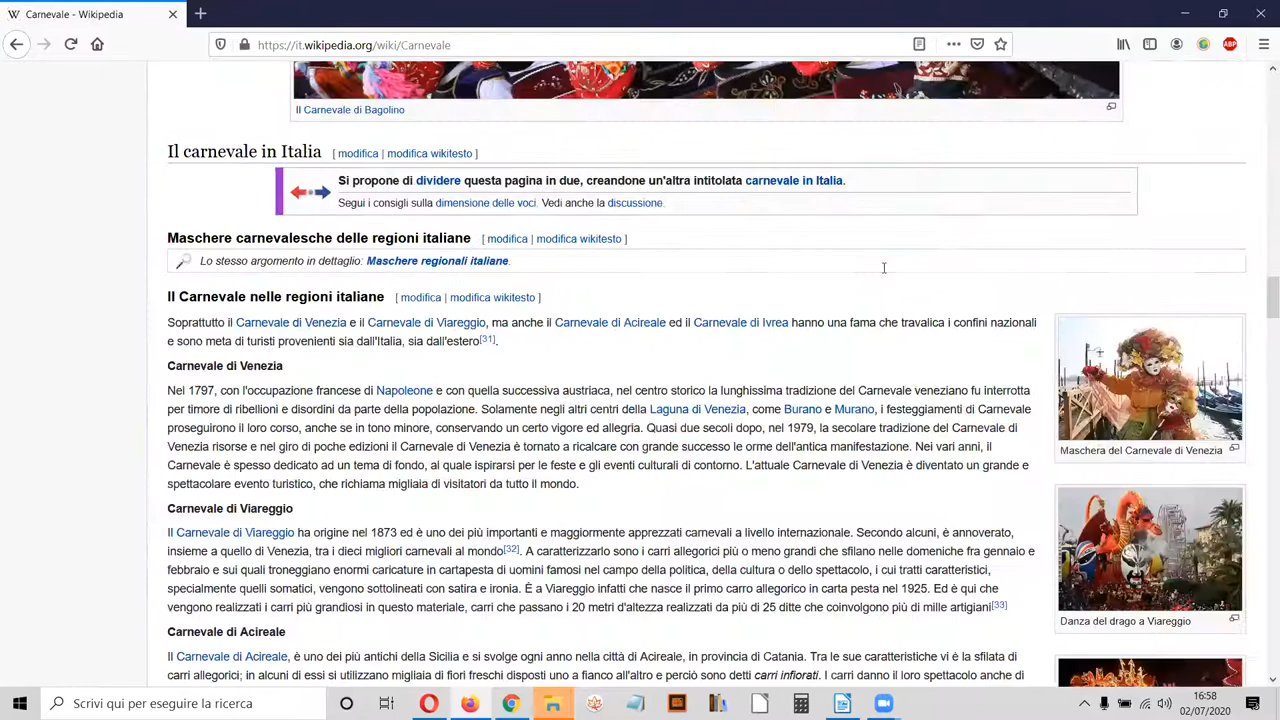 Carnevale - Wikipedia
https://it.wikipedia.org/wiki/Carnevale
ABP
Il Carnevale di Bagolino
Il carnevale in Italia [ modifica | modifica wikitesto ]
Si propone di dividere questa pagina in due, creandone un'altra intitolata carnevale in Italia.
Segui i consigli sulla dimensione delle voci. Vedi anche la discussione.
Maschere carnevalesche delle regioni italiane [ modifica | modifica wikitesto ]
Lo stesso argomento in dettaglio: Maschere regionali italiane.
Il Carnevale nelle regioni italiane [ modifica | modifica wikitesto ]
Soprattutto il Carnevale di Venezia e il Carnevale di Viareggio, ma anche il Carnevale di Acireale ed il Carnevale di Ivrea hanno una fama che travalica i confini nazionali
e sono meta di turisti provenienti sia dall'Italia, sia dall'estero[31].
Carnevale di Venezia
Nel 1797, con l'occupazione francese di Napoleone e con quella successiva austriaca, nel centro storico la lunghissima tradizione del Carnevale veneziano fu interrotta
per timore di ribellioni e disordini da parte della popolazione. Solamente negli altri centri della Laguna di Venezia, come Burano e Murano, i festeggiamenti di Carnevale
proseguirono il loro corso, anche se in tono minore, conservando un certo vigore ed allegria. Quasi due secoli dopo, nel 1979, la secolare tradizione del Carnevale di
Venezia risorse e nel giro di poche edizioni il Carnevale di Venezia è tornato a ricalcare con grande successo le orme dell'antica manifestazione. Nei vari anni, il
Carnevale è spesso dedicato ad un tema di fondo, al quale ispirarsi per le feste e gli eventi culturali di contorno. L'attuale Carnevale di Venezia è diventato un grande e
spettacolare evento turistico, che richiama migliaia di visitatori da tutto il mondo.
Maschera del Carnevale di Venezia
Carnevale di Viareggio
Il Carnevale di Viareggio ha origine nel 1873 ed è uno dei più importanti e maggiormente apprezzati carnevali a livello internazionale. Secondo alcuni, è annoverato,
insieme a quello di Venezia, tra i dieci migliori carnevali al mondo[32]. A caratterizzarlo sono i carri allegorici più o meno grandi che sfilano nelle domeniche fra gennaio e
febbraio e sui quali troneggiano enormi caricature in cartapesta di uomini famosi nel campo della politica, della cultura o dello spettacolo, i cui tratti caratteristici,
specialmente quelli somatici, vengono sottolineati con satira e ironia. È a Viareggio infatti che nasce il primo carro allegorico in carta pesta nel 1925. Ed è qui che
vengono realizzati i carri più grandiosi in questo materiale, carri che passano i 20 metri d'altezza realizzati da più di 25 ditte che coinvolgono più di mille artigiani[33]
Danza del drago a Viareggio
Carnevale di Acireale
Il Carnevale di Acireale, è uno dei più antichi della Sicilia e si svolge ogni anno nella città di Acireale, in provincia di Catania. Tra le sue caratteristiche vi è la sfilata di
carri allegorici; in alcuni di essi si utilizzano migliaia di fiori freschi disposti uno a fianco all'altro e perciò sono detti carri infiorati. I carri danno il loro spettacolo anche di
Scrivi qui per eseguire la ricerca
16:58
02/07/2020